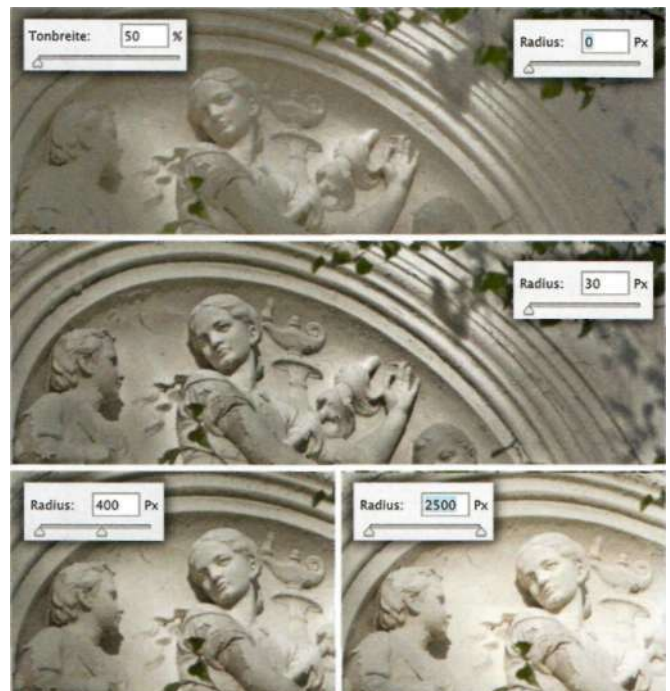 Tonbreite: 50 %
Radius: 0 Px
Radius: 30 Px
Radius: 400 Px
Radius: 2500 Px